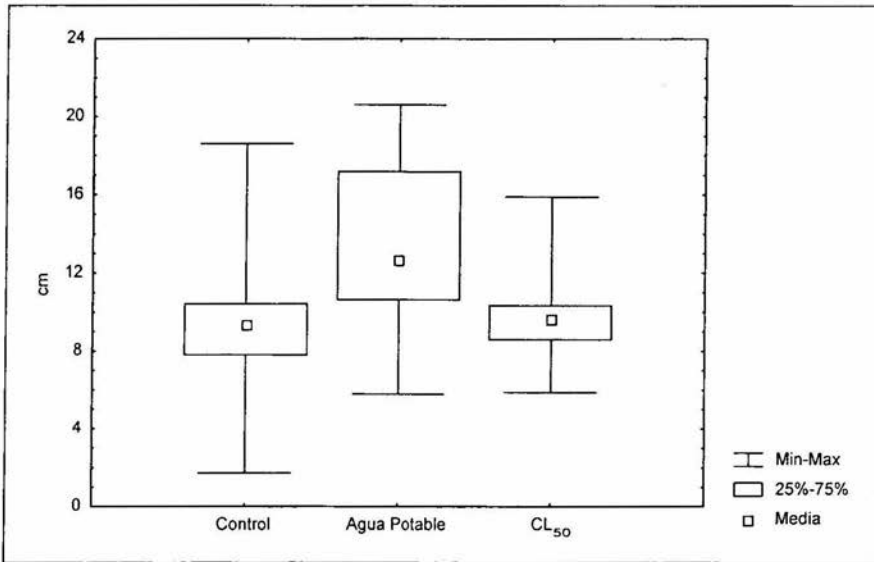 24
20
16
12
8
4
0
cm
Control Agua Potable CL₅₀
Min-Max
25%-75%
Media